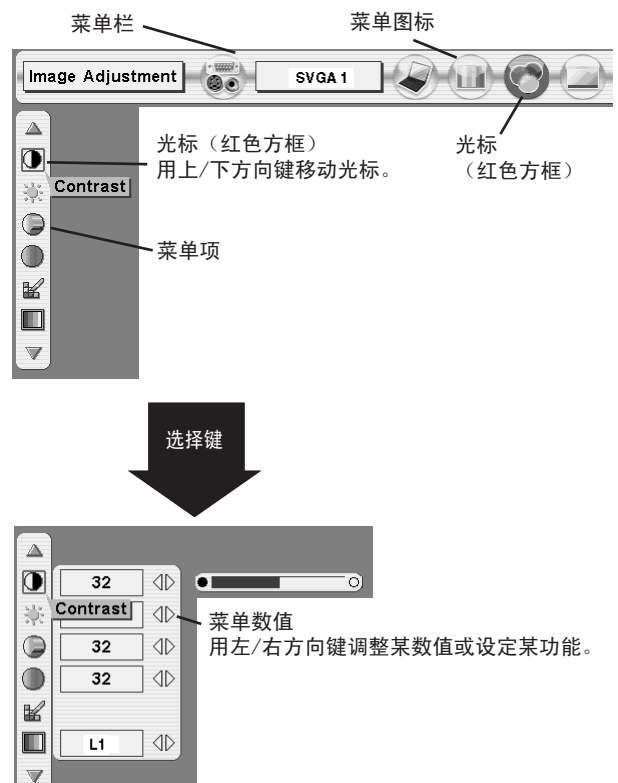 菜单栏
菜单图标
Image Adjustment
SVGA 1
光标（红色方框）
用上/下方向键移动光标。
光标
（红色方框）
Contrast
菜单项
选择键
32
Contrast
菜单数值
用左/右方向键调整某数值或设定某功能。
32
32
L1